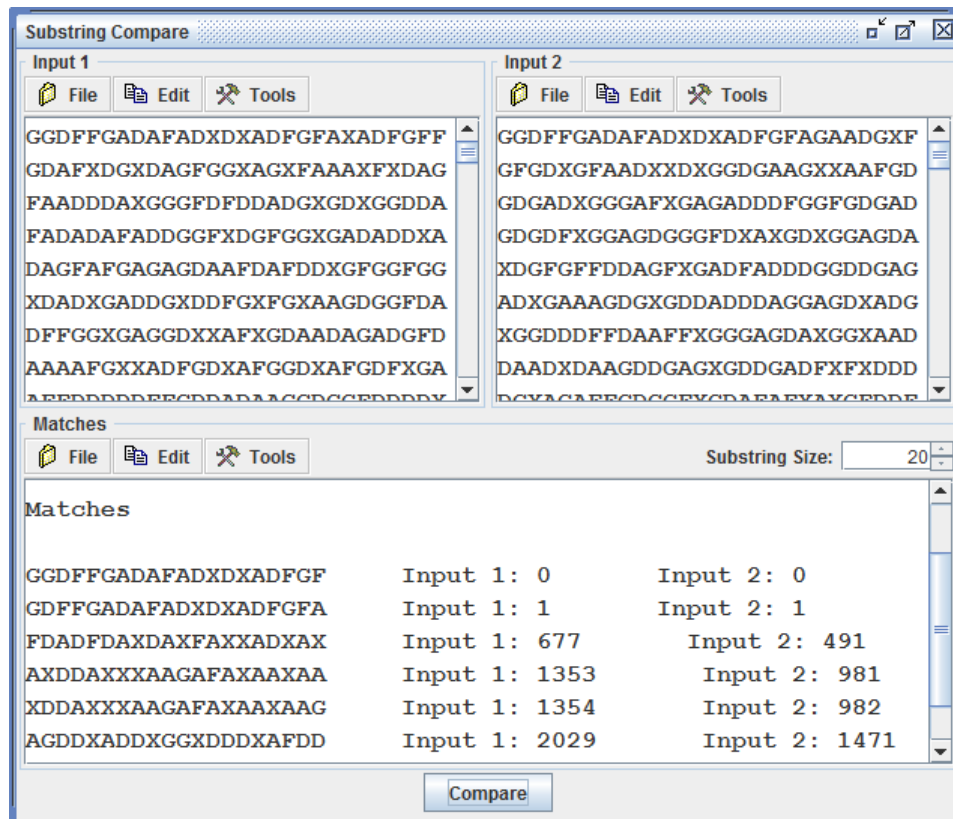 Substring Compare
Input 1
File Edit Tools
GGDFFGADAFADXDXADFGFAXADFGFF
GDAFXDGXDAGFGGXAGXFAAAXFXDAG
FAADDDAXGGGFDFDDADGXGDXGGDDA
FADADAFADDGGFXDGFGGXGADADDXA
DAGFAFGAGAGDAAFDAFDDXGFGGFGG
XDADXGADDGXDDFGXFGXAAGDGGFDA
DFFGGXGAGGDXXAFXGDAADAGADGFD
AAAAFGXXADFGDXAFGGDXAFGDFXGA
Input 2
File Edit Tools
GGDFFGADAFADXDXADFGFAGAADGXF
GFGDXGFAADXXDXGGDGAAGXXAAFGD
GDGADXGGGAFXGAGADDDFGGFGDGAD
GDGDFXGGAGDGGGFDXAXGDXGGAGDA
XDGFGFFDDAGFXGADFADDDGGDDGAG
ADXGAAAGDGXGDDADDDAGGAGDXADG
XGGDDDFFDAAFFXGGGAGDAXGGXAAD
DAADXDAAGDDGAGXGDDGADFXFXDDD
Matches
File Edit Tools Substring Size: 20
Matches
GGDFFGADAFADXDXADFGF Input 1: 0 Input 2: 0
GDFFGADAFADXDXADFGFA Input 1: 1 Input 2: 1
FDADFDAXDAXFAXXADXAX Input 1: 677 Input 2: 491
AXDDAXXXAAGAFAXAAXAA Input 1: 1353 Input 2: 981
XDDAXXXAAGAFAXAAXAAG Input 1: 1354 Input 2: 982
AGDDXADDXGGXDDDXAFDD Input 1: 2029 Input 2: 1471
Compare